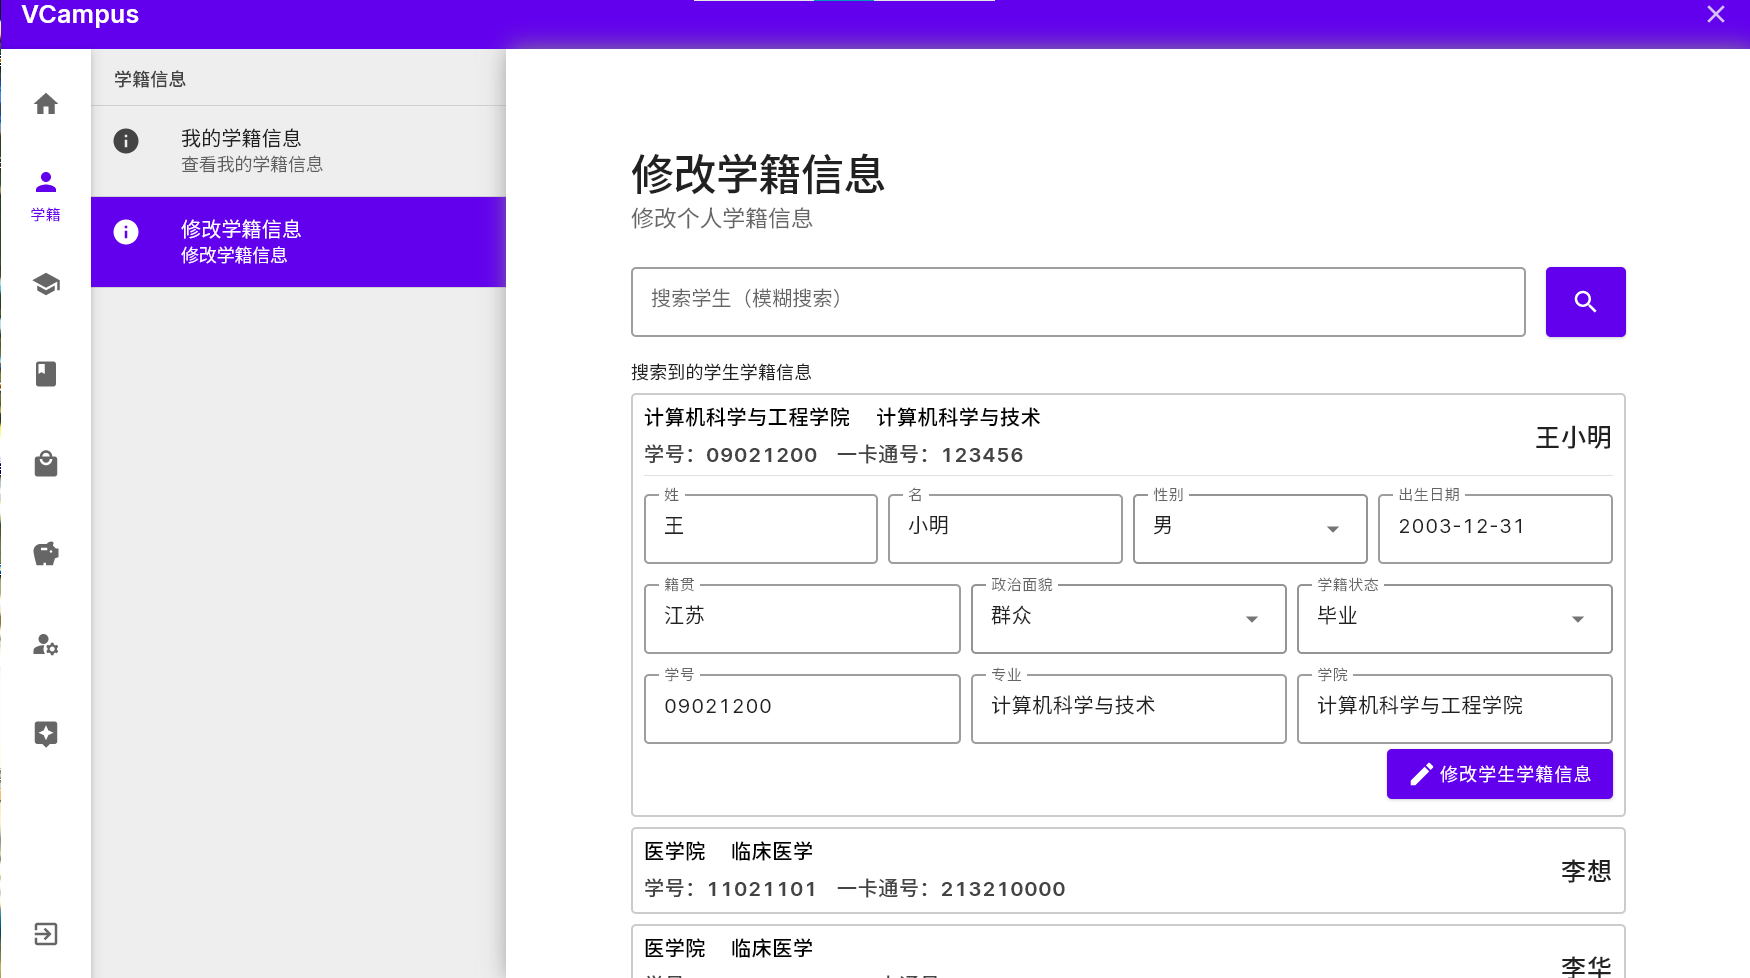 VCampus
学籍
学籍信息
我的学籍信息
查看我的学籍信息
修改学籍信息
修改学籍信息
修改学籍信息
修改个人学籍信息
搜索学生（模糊搜索）
搜索到的学生学籍信息
计算机科学与工程学院 计算机科学与技术
学号：09021200 一卡通号：123456
王小明
姓 名 性别 出生日期
王 小明 男 2003-12-31
籍贯 政治面貌 学籍状态
江苏 群众 毕业
学号 专业 学院
09021200 计算机科学与技术 计算机科学与工程学院
修改学生学籍信息
医学院 临床医学
学号：11021101 一卡通号：213210000
李想
医学院 临床医学
李华